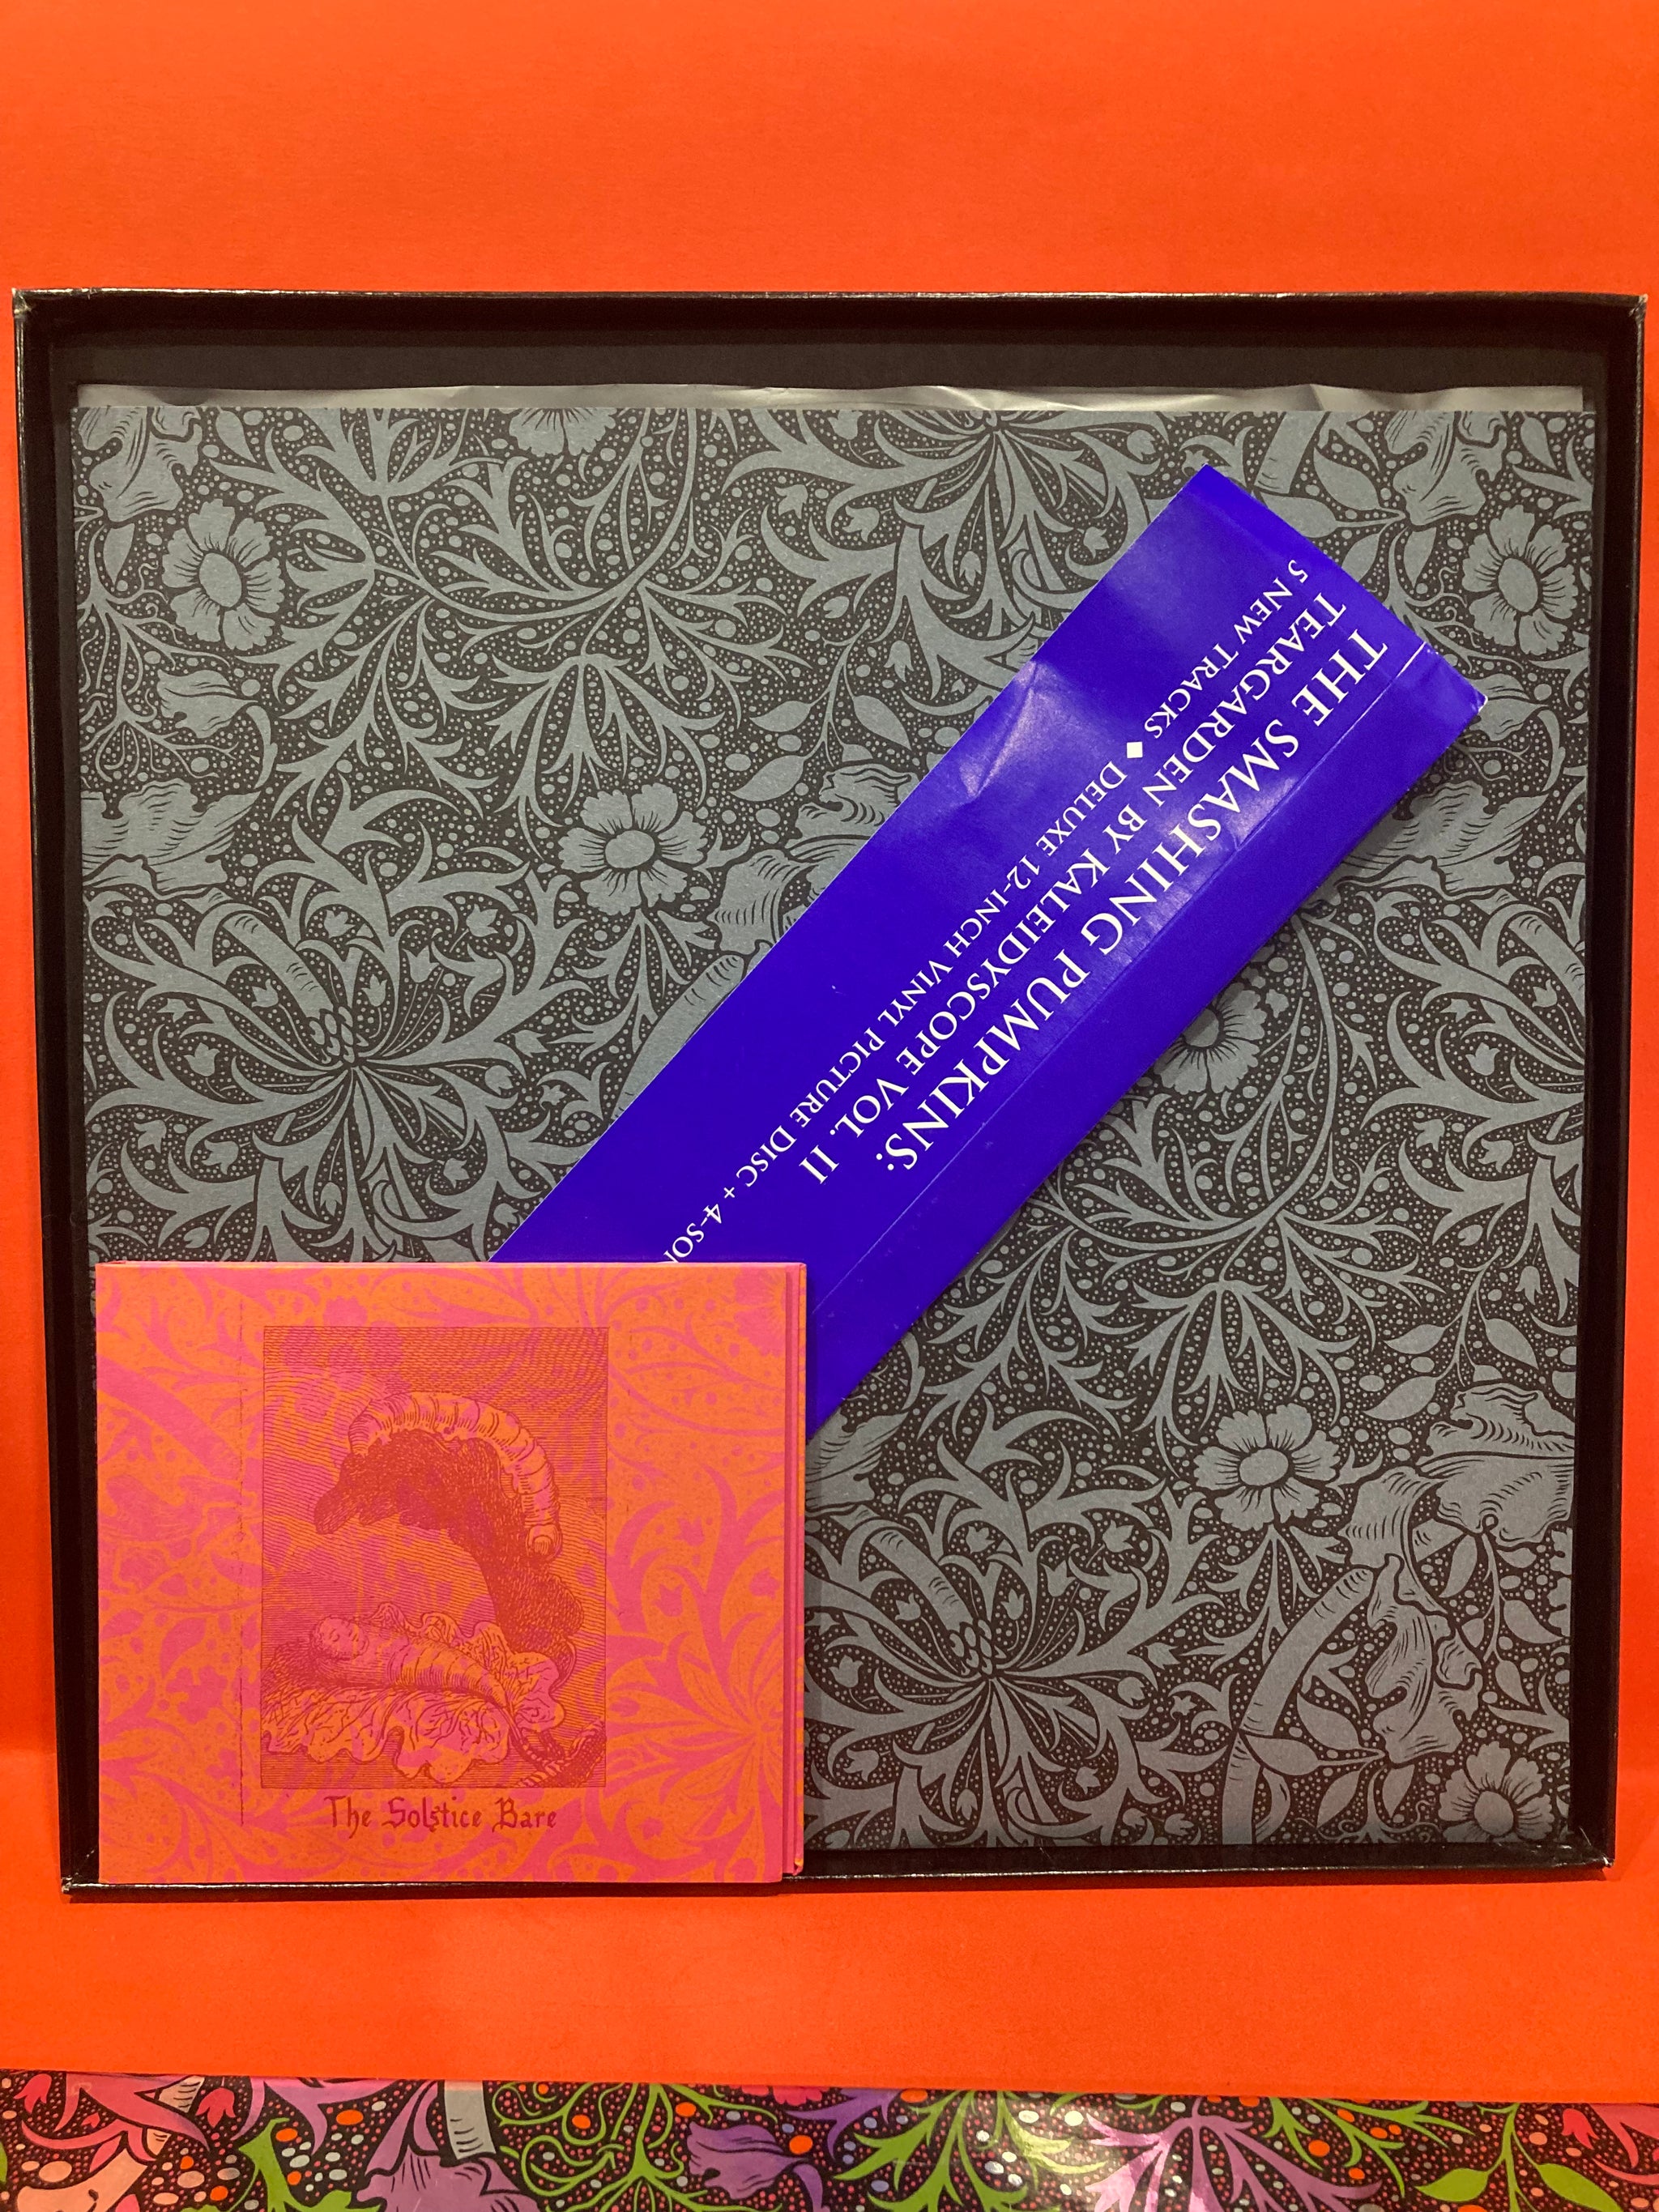 THE SMASHING PUMPKINS:
TEARGARDEN BY KALEIDYSCOPE VOL. II
5 NEW TRACKS ◆ DELUXE 12-INCH VINYL PICTURE DISC + 4-SO
The Solstice Bare